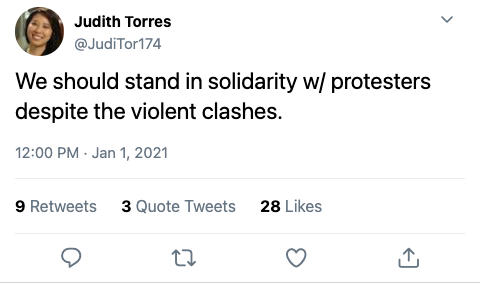 Judith Torres
@JudiTor174
We should stand in solidarity w/ protesters
despite the violent clashes.
12:00 PM · Jan 1, 2021
9 Retweets 3 Quote Tweets 28 Likes